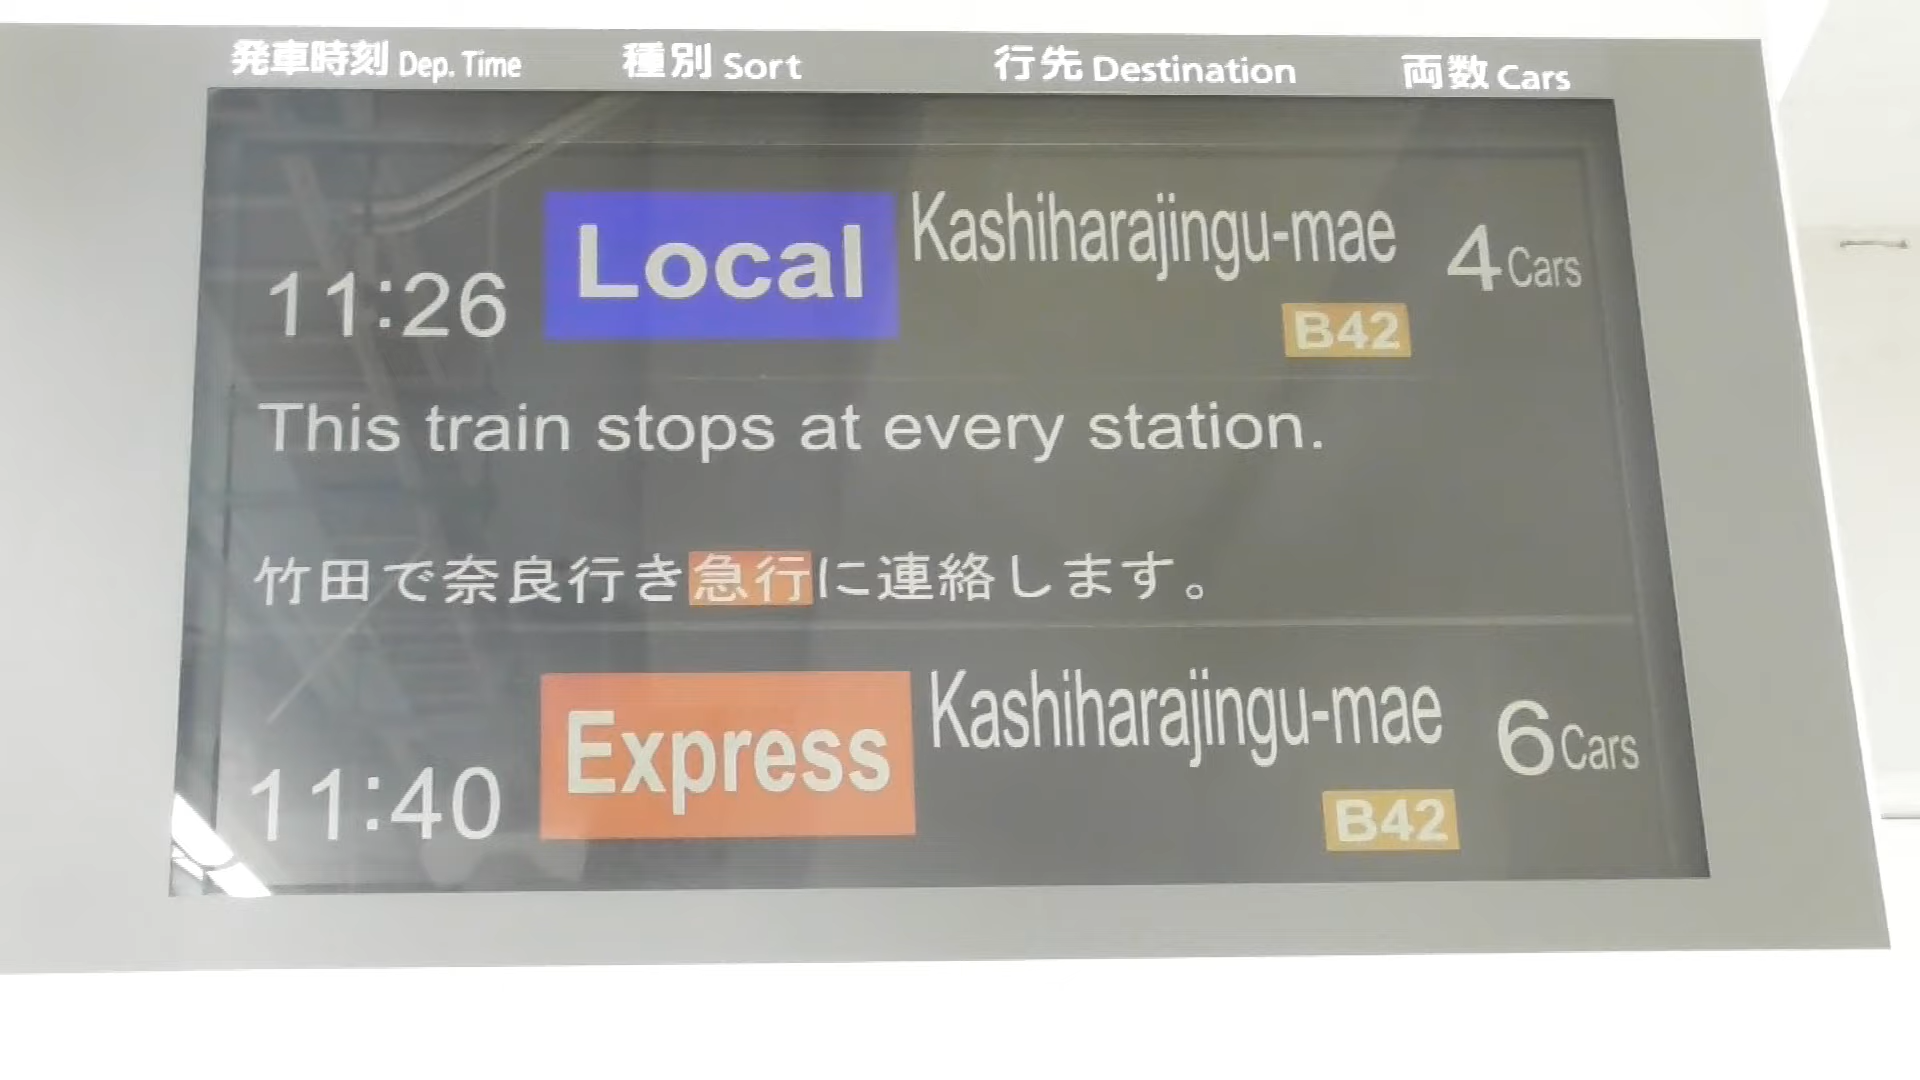 発車時刻 Dep. Time 種別 Sort 行先 Destination 両数 Cars
11:26 Local Kashiharajingu-mae 4 Cars
B42
This train stops at every station.
竹田で奈良行き急行に連絡します。
11:40 Express Kashiharajingu-mae 6 Cars
B42